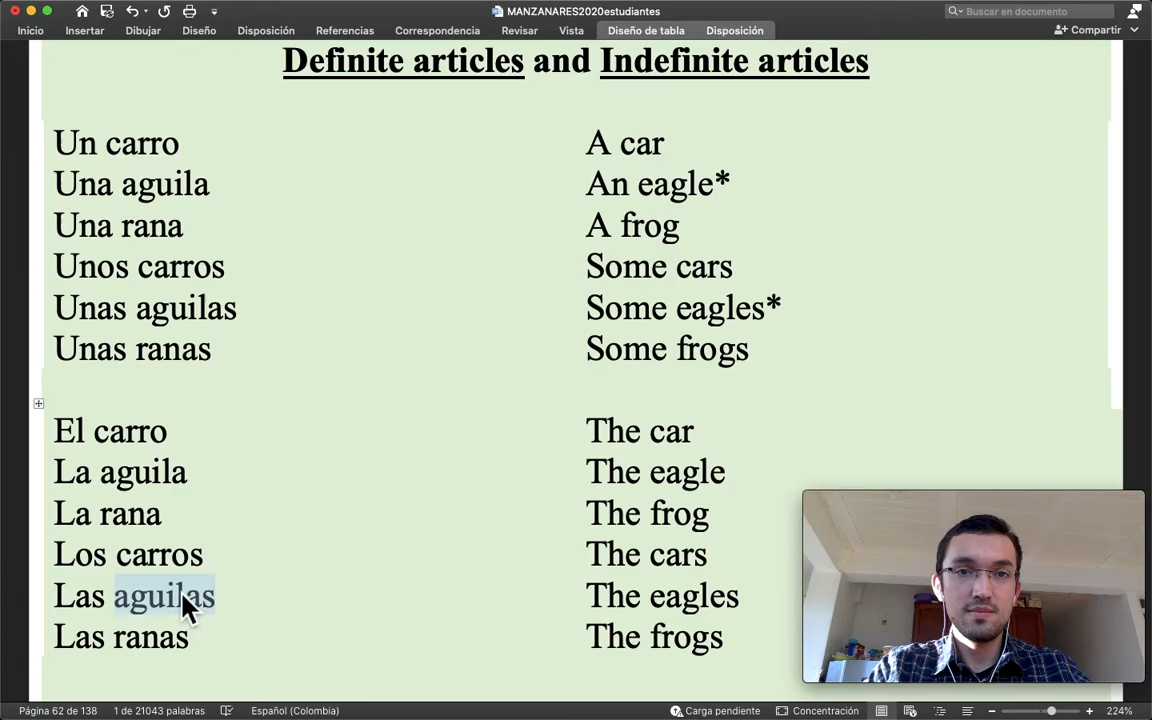 MANZANARES2020estudiantes
Buscar en documento
Inicio Insertar Dibujar Diseño Disposición Referencias Correspondencia Revisar Vista Diseño de tabla Disposición Compartir
Definite articles and Indefinite articles
Un carro A car
Una aguila An eagle*
Una rana A frog
Unos carros Some cars
Unas aguilas Some eagles*
Unas ranas Some frogs
El carro The car
La aguila The eagle
La rana The frog
Los carros The cars
Las aguilas The eagles
Las ranas The frogs
Página 62 de 138 1 de 21043 palabras Español (Colombia) Carga pendiente Concentración 224%